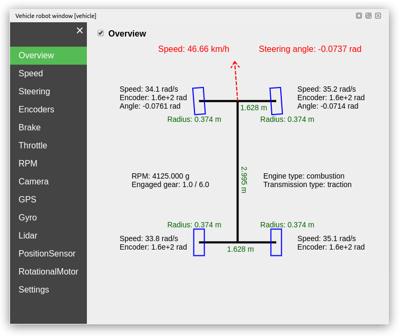 Vehicle robot window [vehicle]
Overview
Speed
Steering
Encoders
Brake
Throttle
RPM
Camera
GPS
Gyro
Lidar
PositionSensor
RotationalMotor
Settings
Overview
Speed: 46.66 km/h
Steering angle: -0.0737 rad
Speed: 34.1 rad/s
Encoder: 1.6e+2 rad
Angle: -0.0761 rad
Speed: 35.2 rad/s
Encoder: 1.6e+2 rad
Angle: -0.0714 rad
1.628 m
Radius: 0.374 m
Radius: 0.374 m
2.995 m
RPM: 4125.000 g
Engaged gear: 1.0 / 6.0
Engine type: combustion
Transmission type: traction
Radius: 0.374 m
Radius: 0.374 m
Speed: 33.8 rad/s
Encoder: 1.6e+2 rad
Speed: 35.1 rad/s
Encoder: 1.6e+2 rad
1.628 m